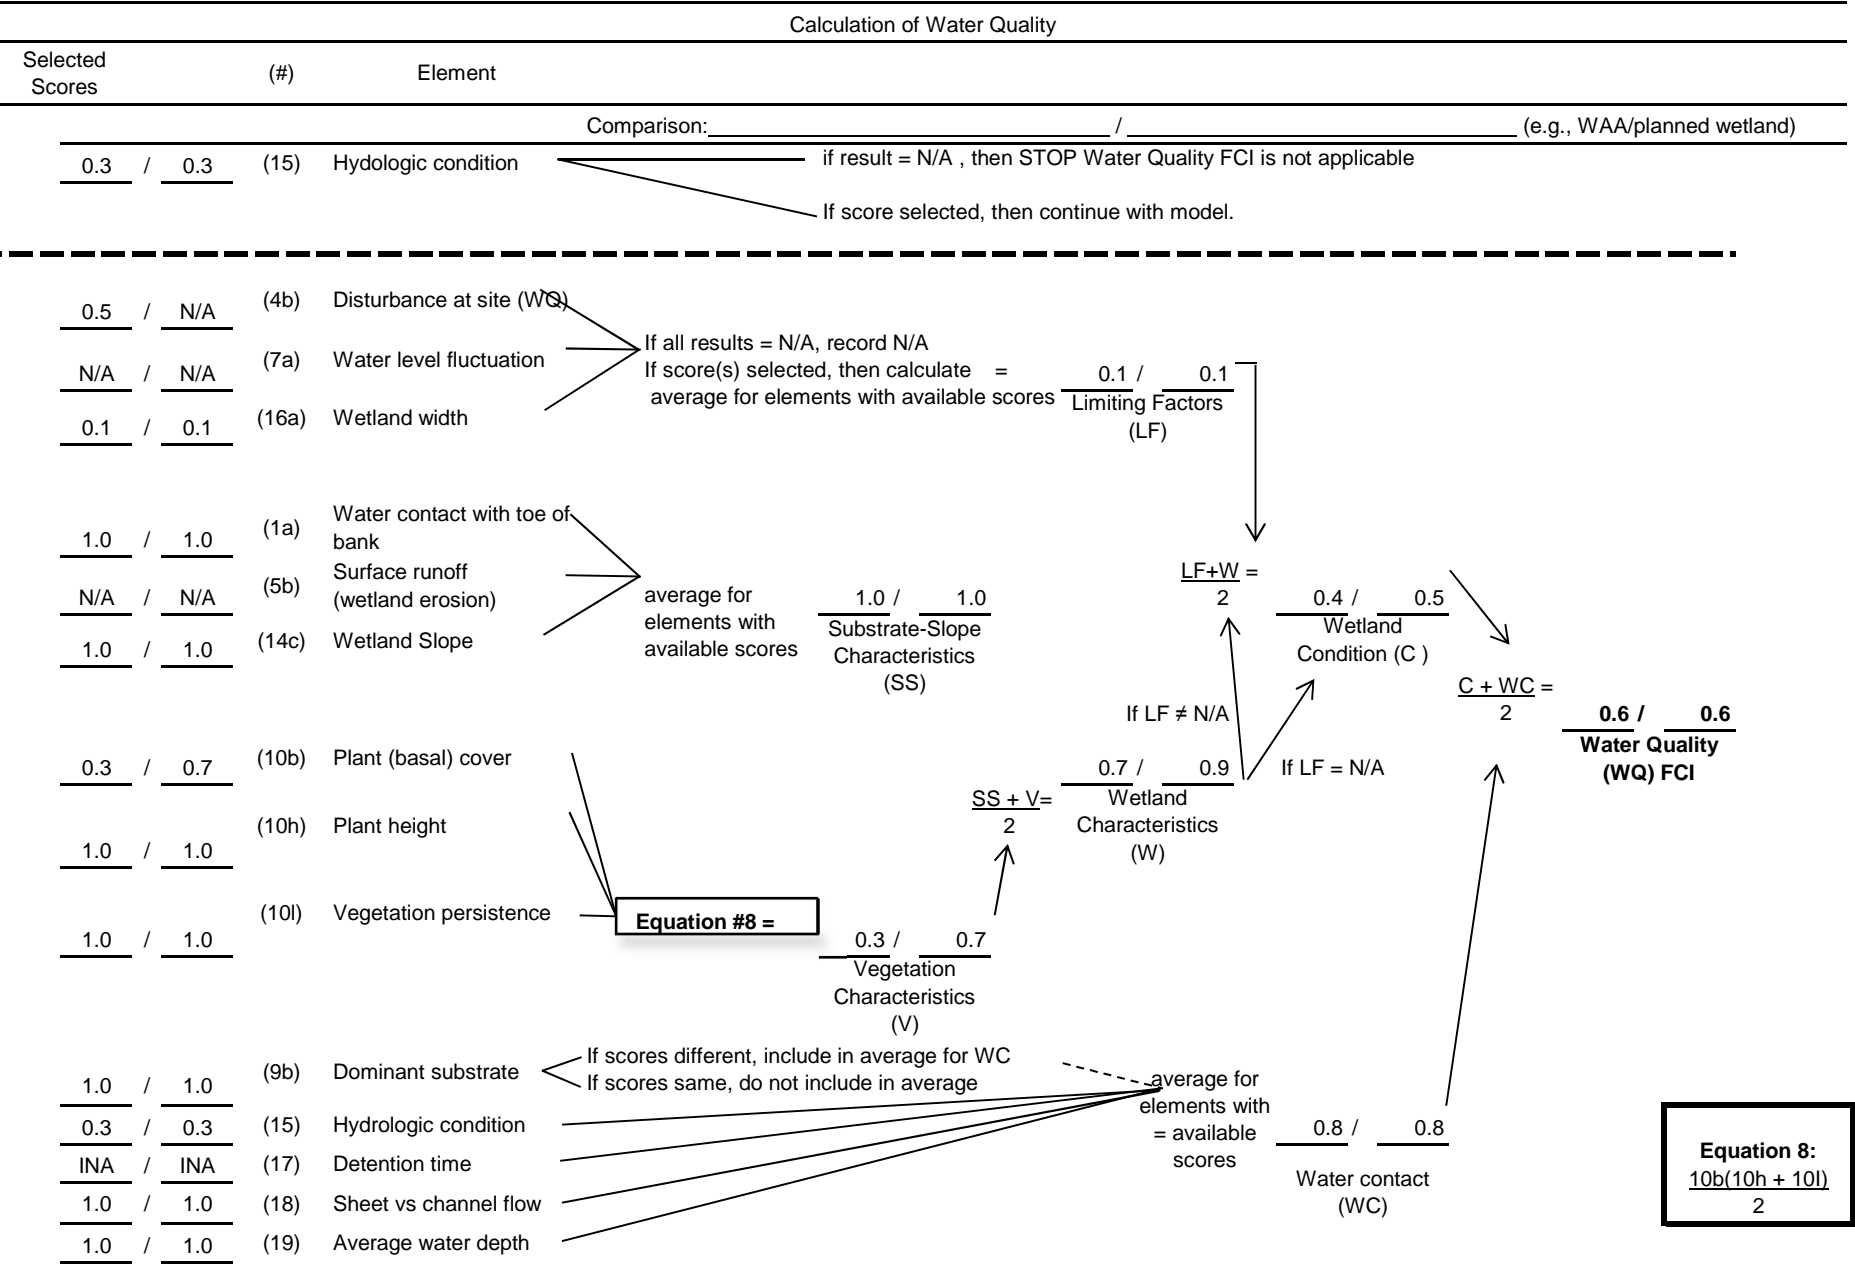 Calculation of Water Quality
Selected
Scores
(#)
Element
Comparison: / (e.g., WAA/planned wetland)
0.3 / 0.3 (15) Hydologic condition
if result = N/A , then STOP Water Quality FCI is not applicable
If score selected, then continue with model.
0.5 / N/A (4b) Disturbance at site (WQ)
N/A / N/A (7a) Water level fluctuation
0.1 / 0.1 (16a) Wetland width
If all results = N/A, record N/A
If score(s) selected, then calculate =
average for elements with available scores
0.1 / 0.1
Limiting Factors
(LF)
1.0 / 1.0 (1a) Water contact with toe of
bank
N/A / N/A (5b) Surface runoff
(wetland erosion)
1.0 / 1.0 (14c) Wetland Slope
average for
elements with
available scores
1.0 / 1.0
Substrate-Slope
Characteristics
(SS)
LF+W =
2
0.4 / 0.5
Wetland
Condition (C )
C + WC =
2
0.6 / 0.6
Water Quality
(WQ) FCI
If LF ≠ N/A
If LF = N/A
0.3 / 0.7 (10b) Plant (basal) cover
1.0 / 1.0 (10h) Plant height
1.0 / 1.0 (10l) Vegetation persistence
SS + V=
2
0.7 / 0.9
Wetland
Characteristics
(W)
Equation #8 =
0.3 / 0.7
Vegetation
Characteristics
(V)
1.0 / 1.0 (9b) Dominant substrate
If scores different, include in average for WC
If scores same, do not include in average
0.3 / 0.3 (15) Hydrologic condition
INA / INA (17) Detention time
1.0 / 1.0 (18) Sheet vs channel flow
1.0 / 1.0 (19) Average water depth
average for
elements with
= available
scores
0.8 / 0.8
Water contact
(WC)
Equation 8:
10b(10h + 10l)
2